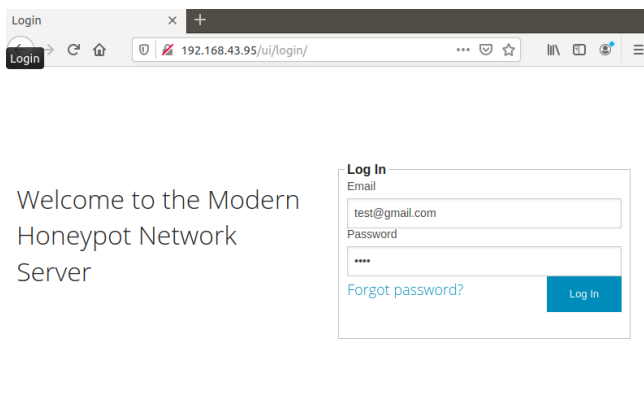 Login
192.168.43.95/ui/login/
Login
Welcome to the Modern
Honeypot Network
Server
Log In
Email
test@gmail.com
Password
••••
Forgot password?
Log In